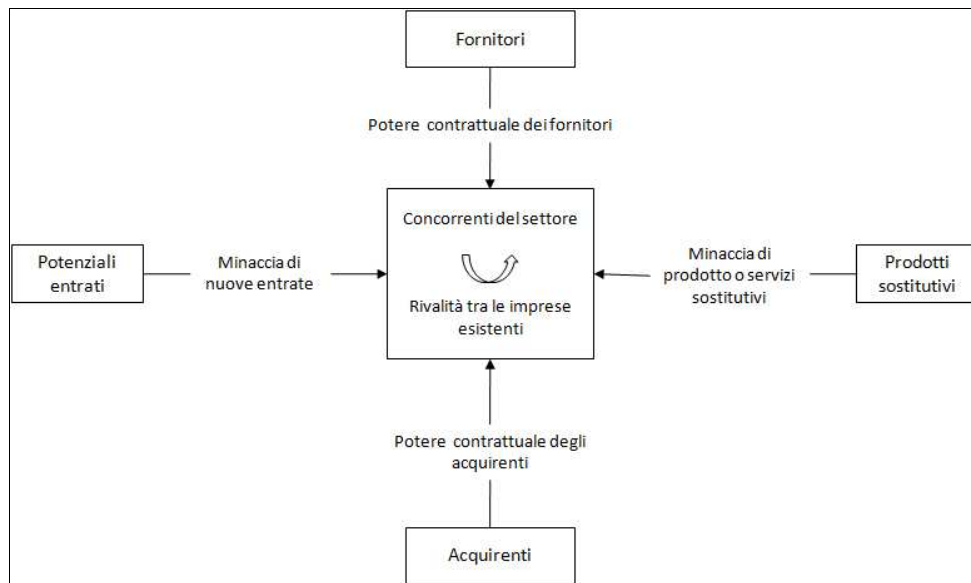 Fornitori
Potere contrattuale dei fornitori
Concorrenti del settore
Potenziali
entrati
Minaccia di
nuove entrate
Minaccia di
prodotto o servizi
sostitutivi
Prodotti
sostitutivi
Rivalità tra le imprese
esistenti
Potere contrattuale degli
acquirenti
Acquirenti